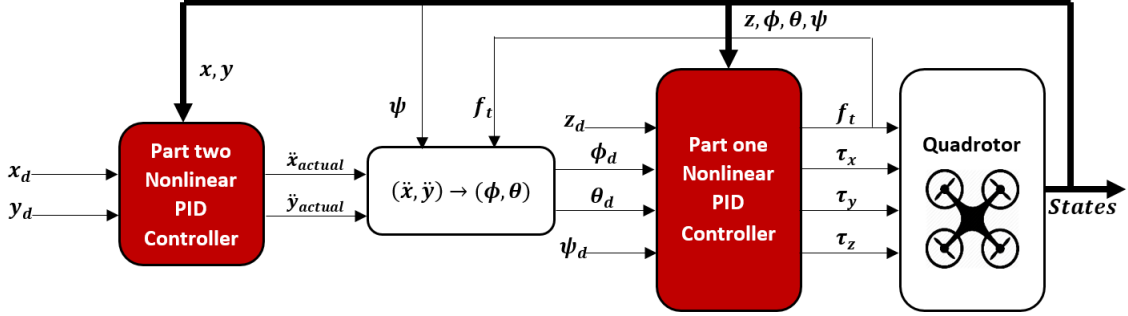 z, ϕ, θ, ψ
x, y
ψ
f_t
x_d
y_d
Part two
Nonlinear
PID
Controller
ẍ_actual
ÿ_actual
(ẍ, ÿ) → (ϕ, θ)
z_d
ϕ_d
θ_d
ψ_d
Part one
Nonlinear
PID
Controller
f_t
τ_x
τ_y
τ_z
Quadrotor
States